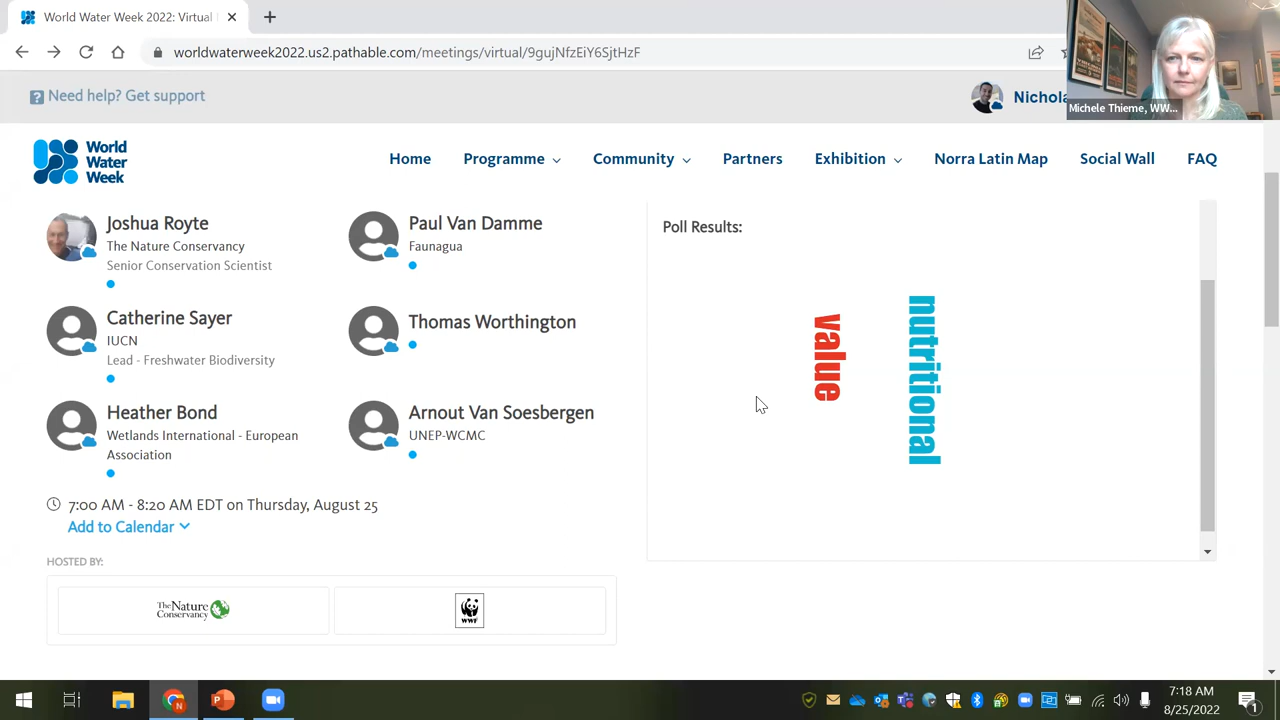 World Water Week 2022: Virtual
worldwaterweek2022.us2.pathable.com/meetings/virtual/9gujNfzEiY6SjtHzF
Michele Thieme, WW...
? Need help? Get support
Nichola
World
Water
Week
Home
Programme
Community
Partners
Exhibition
Norra Latin Map
Social Wall
FAQ
Joshua Royte
The Nature Conservancy
Senior Conservation Scientist
Paul Van Damme
Faunagua
Catherine Sayer
IUCN
Lead - Freshwater Biodiversity
Thomas Worthington
Heather Bond
Wetlands International - European
Association
Arnout Van Soesbergen
UNEP-WCMC
7:00 AM - 8:20 AM EDT on Thursday, August 25
Add to Calendar
HOSTED BY:
The Nature
Conservancy
WWF
Poll Results:
value
nutritional
7:18 AM
8/25/2022
1